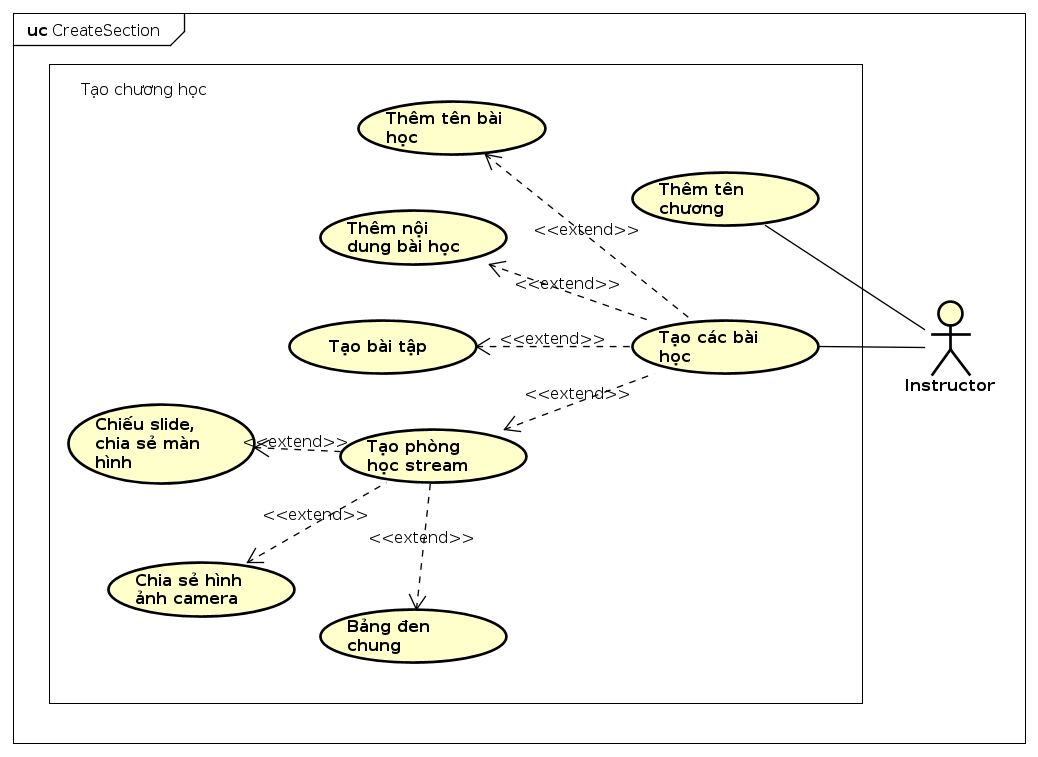 uc CreateSection
Tạo chương học
Thêm tên bài
học
Thêm tên
chương
Thêm nội
dung bài học
<<extend>>
<<extend>>
Tạo bài tập
<<extend>>
Tạo các bài
học
Instructor
<<extend>>
Chiếu slide,
chia sẻ màn
hình
<<extend>>
Tạo phòng
học stream
<<extend>>
<<extend>>
Chia sẻ hình
ảnh camera
Bảng đen
chung